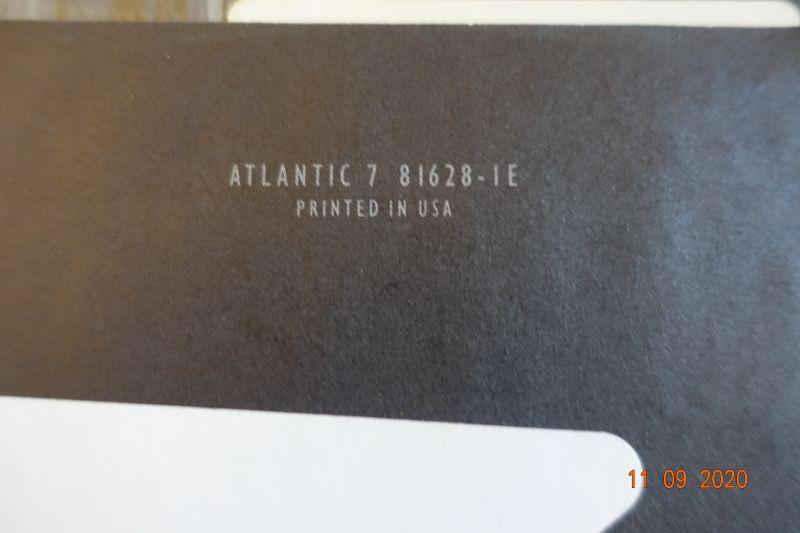 ATLANTIC 7 81628-1E
PRINTED IN USA
11 09 2020